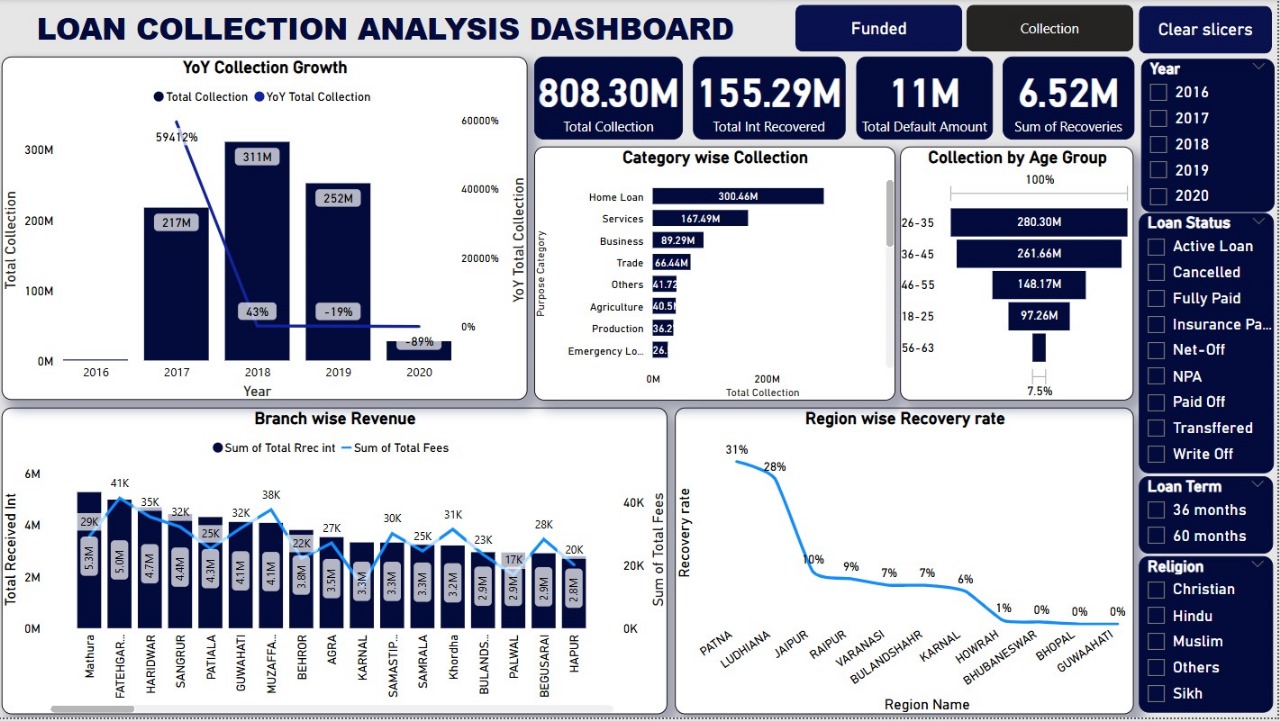 LOAN COLLECTION ANALYSIS DASHBOARD
Funded
Collection
Clear slicers
YoY Collection Growth
Total Collection YoY Total Collection
Total Collection
300M
200M
100M
0M
59412%
217M
311M
252M
43%
-19%
-89%
60000%
40000%
20000%
0%
YoY Total Collection
2016 2017 2018 2019 2020
Year
808.30M
Total Collection
155.29M
Total Int Recovered
11M
Total Default Amount
6.52M
Sum of Recoveries
Category wise Collection
Purpose Category
Home Loan 300.46M
Services 167.49M
Business 89.29M
Trade 66.44M
Others 41.72
Agriculture 40.5
Production 36.2
Emergency Lo... 26.
0M 200M
Total Collection
Collection by Age Group
100%
26-35 280.30M
36-45 261.66M
46-55 148.17M
18-25 97.26M
56-63
7.5%
Year
2016
2017
2018
2019
2020
Loan Status
Active Loan
Cancelled
Fully Paid
Insurance Pa...
Net-Off
NPA
Paid Off
Transffered
Write Off
Loan Term
36 months
60 months
Religion
Christian
Hindu
Muslim
Others
Sikh
Branch wise Revenue
Sum of Total Rrec int Sum of Total Fees
Total Received Int
6M
4M
2M
0M
29K 41K 35K 32K 25K 32K 38K 22K 27K 30K 25K 31K 23K 17K 28K 20K
5.3M 5.0M 4.7M 4.4M 4.3M 4.1M 4.1M 3.8M 3.5M 3.3M 3.3M 3.3M 3.2M 2.9M 2.9M 2.9M 2.8M
40K
20K
0K
Sum of Total Fees
Mathura
FATEHGAR...
HARIDWAR
SANGRUR
PATIALA
GUWAHATI
MUZAFFA...
BEHROR
AGRA
KARNAL
SAMASTIP...
SAMRALA
Khordha
BULANDS...
PALWAL
BEGUSARAI
HAPUR
Region wise Recovery rate
Recovery rate
31% 28% 10% 9% 7% 7% 6% 1% 0% 0% 0%
PATNA
LUDHIANA
JAIPUR
RAIPUR
VARANASI
BULANDSHAHR
KARNAL
HOWRAH
BHUBANESWAR
BHOPAL
GUWAAHATI
Region Name